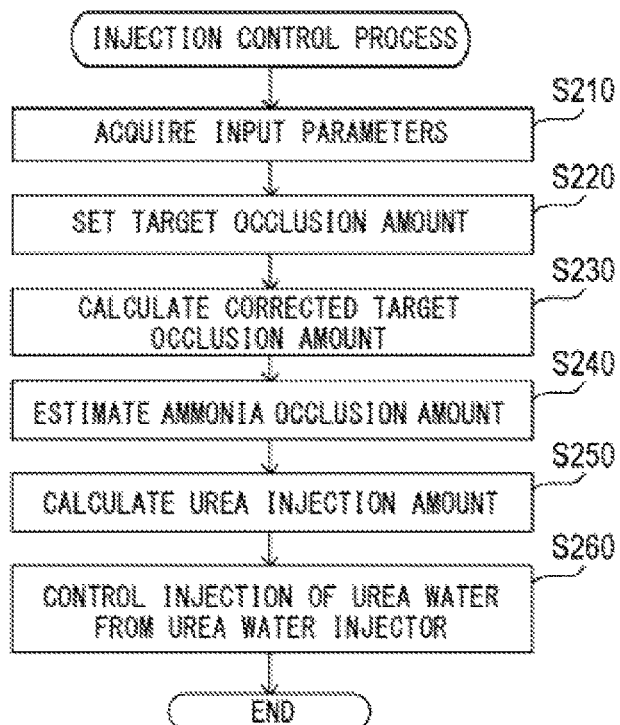 INJECTION CONTROL PROCESS
S210
ACQUIRE INPUT PARAMETERS
S220
SET TARGET OCCLUSION AMOUNT
S230
CALCULATE CORRECTED TARGET
OCCLUSION AMOUNT
S240
ESTIMATE AMMONIA OCCLUSION AMOUNT
S250
CALCULATE UREA INJECTION AMOUNT
S260
CONTROL INJECTION OF UREA WATER
FROM UREA WATER INJECTOR
END